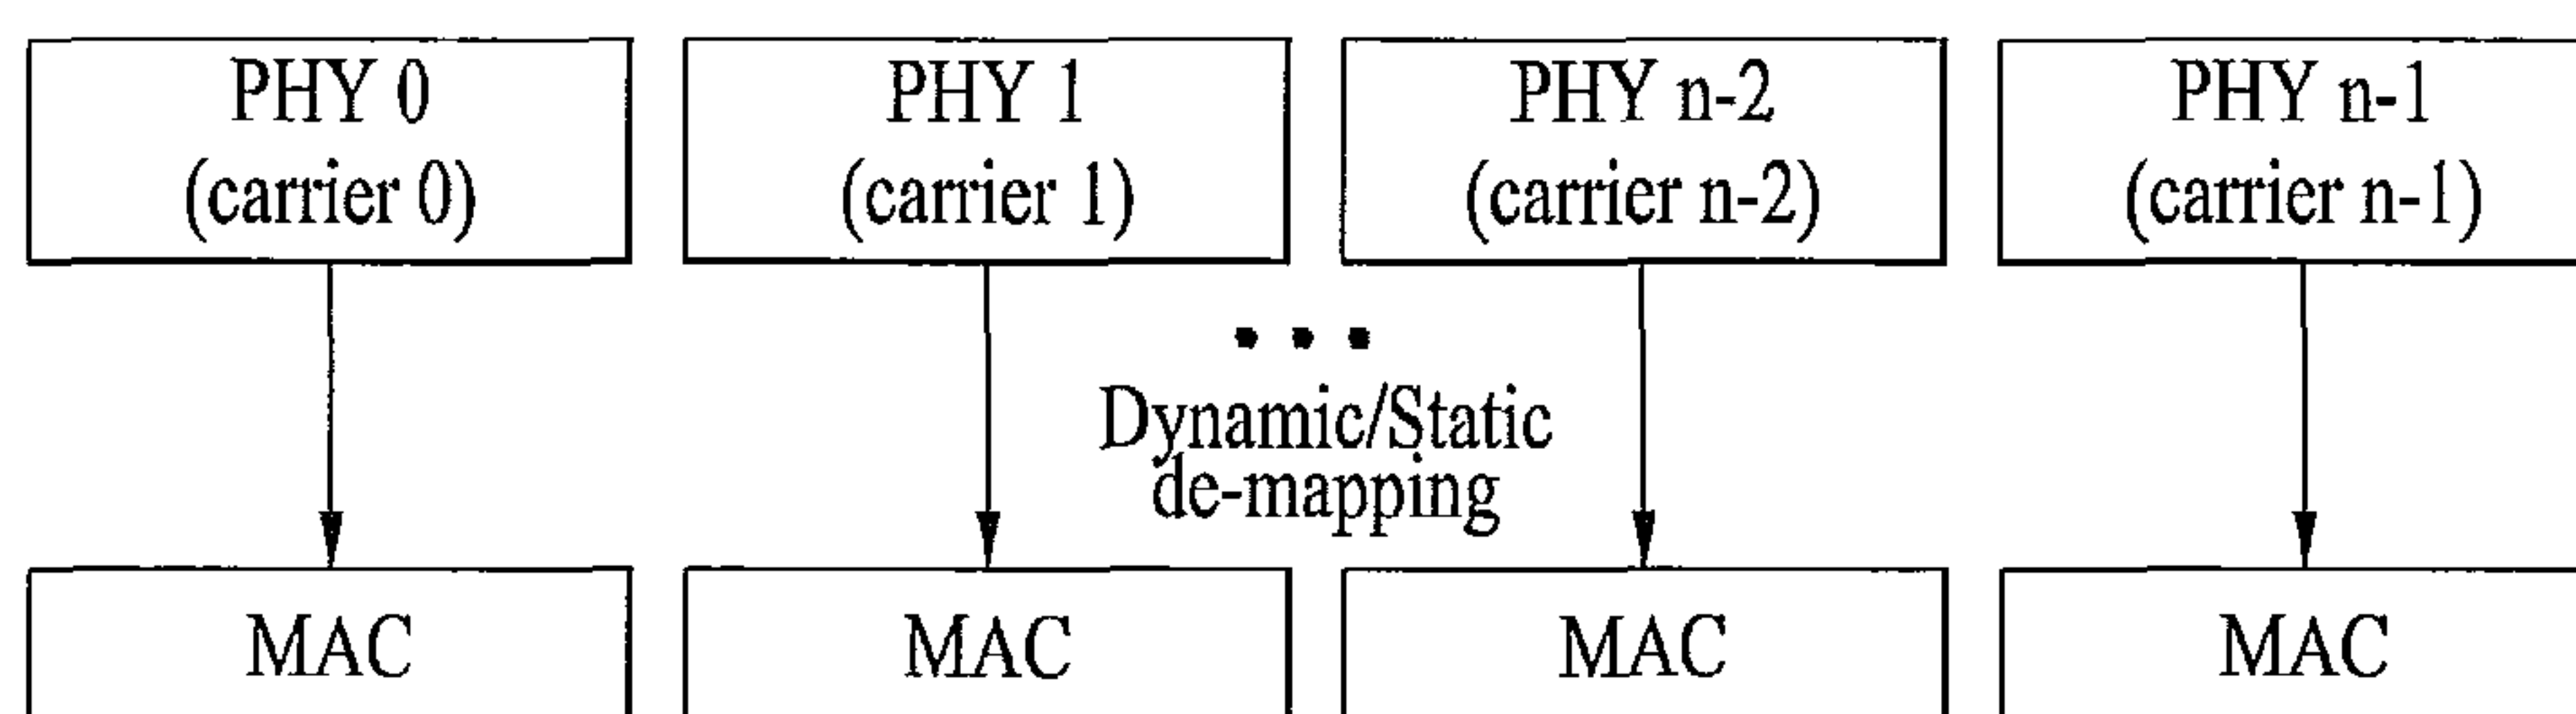 PHY 0
(carrier 0)
PHY 1
(carrier 1)
PHY n-2
(carrier n-2)
PHY n-1
(carrier n-1)
• • •
Dynamic/Static
de-mapping
MAC
MAC
MAC
MAC